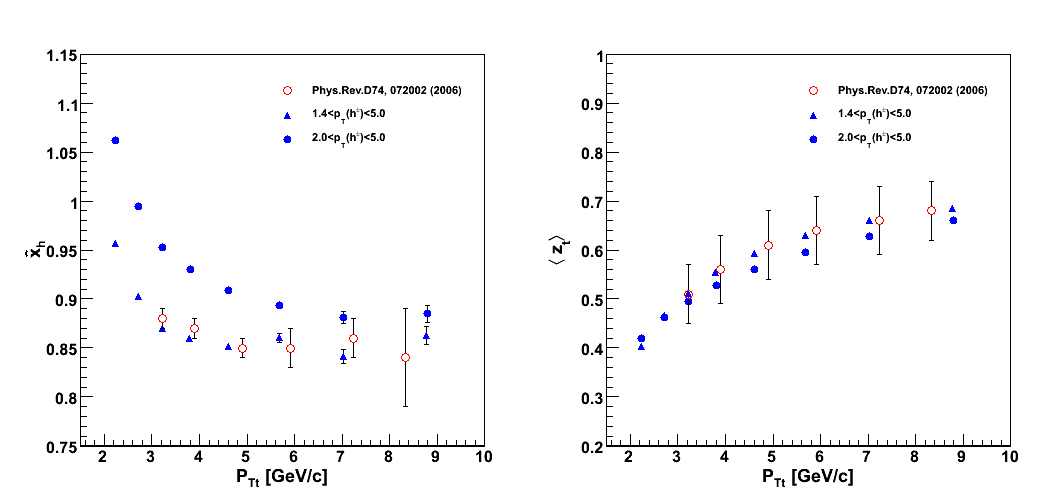 1.15
1.1
1.05
1
0.95
0.9
0.85
0.8
0.75
x̂h
2 3 4 5 6 7 8 9 10
PTt [GeV/c]
Phys.Rev.D74, 072002 (2006)
1.4<pT(h±)<5.0
2.0<pT(h±)<5.0
1
0.9
0.8
0.7
0.6
0.5
0.4
0.3
0.2
⟨ zt⟩
2 3 4 5 6 7 8 9 10
PTt [GeV/c]
Phys.Rev.D74, 072002 (2006)
1.4<pT(h±)<5.0
2.0<pT(h±)<5.0